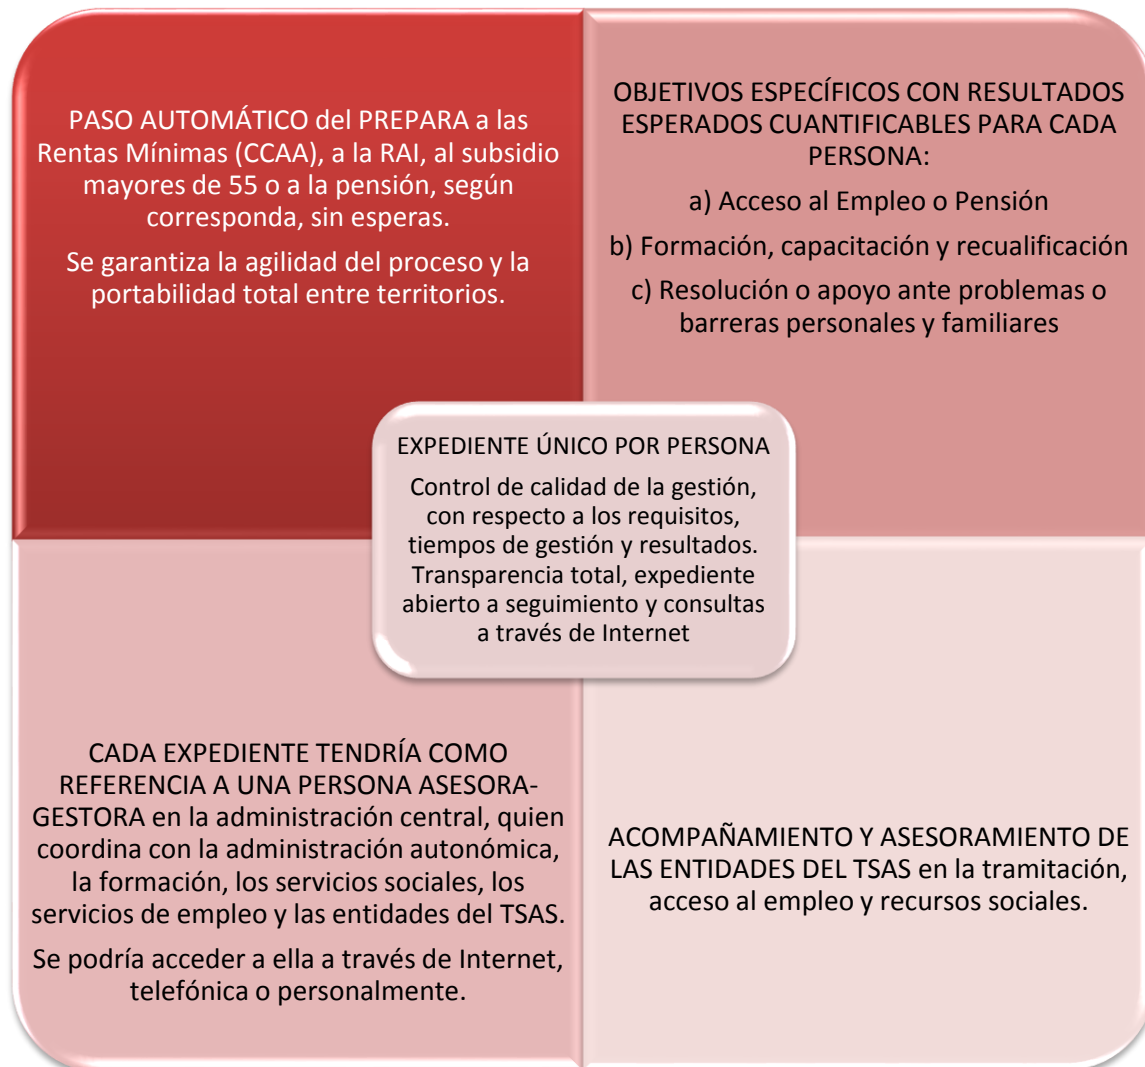 PASO AUTOMÁTICO del PREPARA a las
Rentas Mínimas (CCAA), a la RAI, al subsidio
mayores de 55 o a la pensión, según
corresponda, sin esperas.
Se garantiza la agilidad del proceso y la
portabilidad total entre territorios.
OBJETIVOS ESPECÍFICOS CON RESULTADOS
ESPERADOS CUANTIFICABLES PARA CADA
PERSONA:
a) Acceso al Empleo o Pensión
b) Formación, capacitación y recualificación
c) Resolución o apoyo ante problemas o
barreras personales y familiares
EXPEDIENTE ÚNICO POR PERSONA
Control de calidad de la gestión,
con respecto a los requisitos,
tiempos de gestión y resultados.
Transparencia total, expediente
abierto a seguimiento y consultas
a través de Internet
CADA EXPEDIENTE TENDRÍA COMO
REFERENCIA A UNA PERSONA ASESORA-
GESTORA en la administración central, quien
coordina con la administración autonómica,
la formación, los servicios sociales, los
servicios de empleo y las entidades del TSAS.
Se podría acceder a ella a través de Internet,
telefónica o personalmente.
ACOMPAÑAMIENTO Y ASESORAMIENTO DE
LAS ENTIDADES DEL TSAS en la tramitación,
acceso al empleo y recursos sociales.